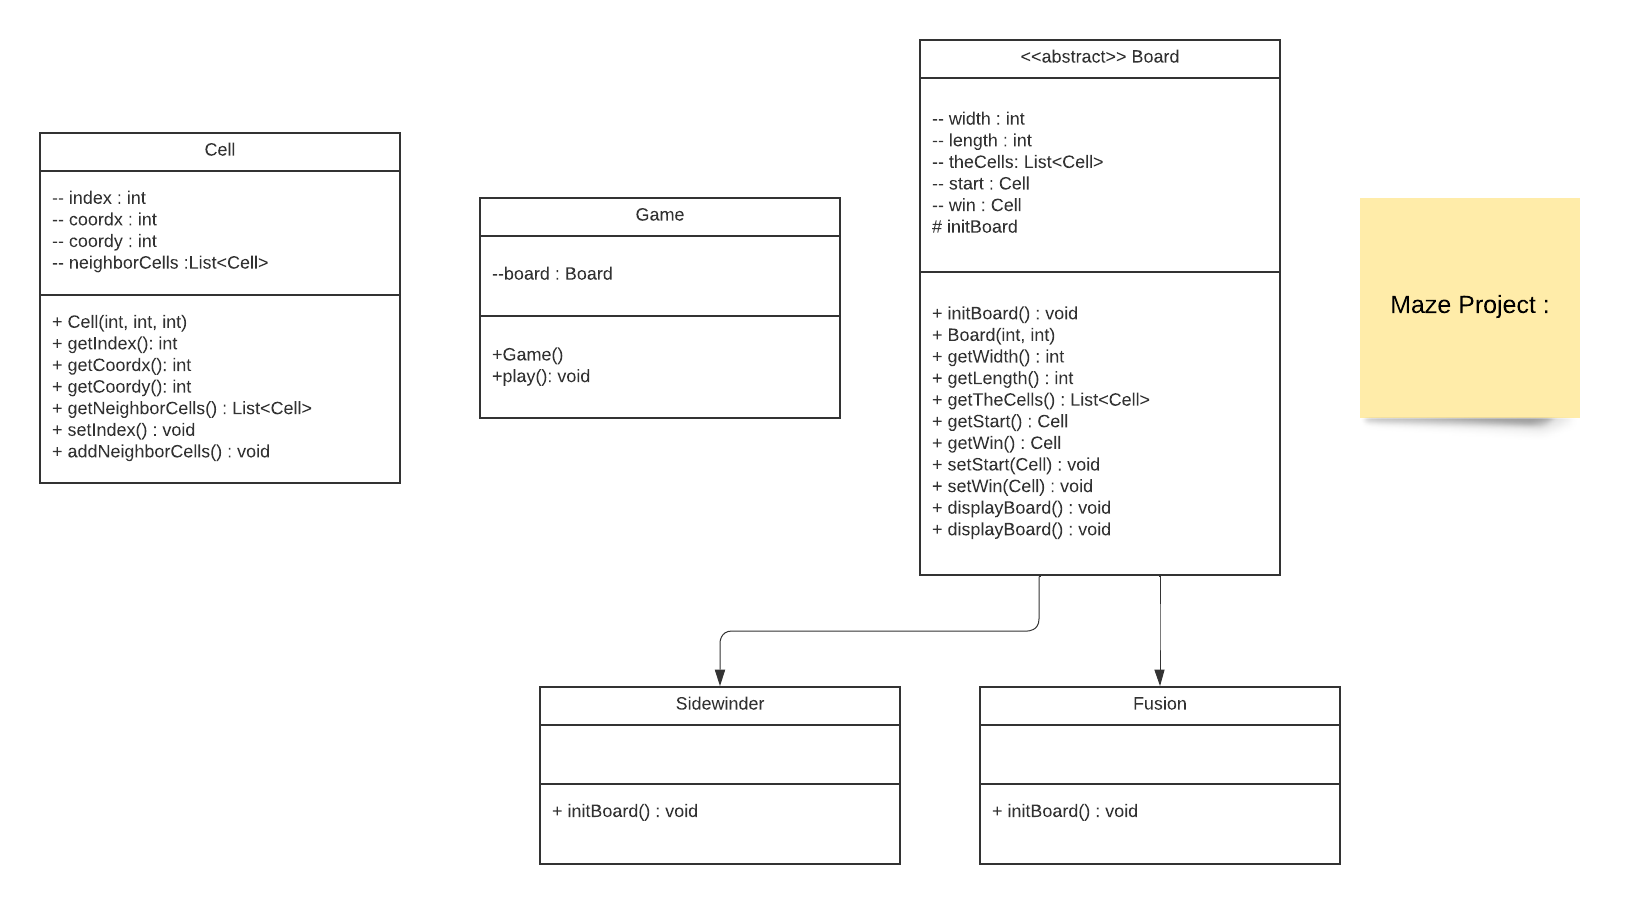 Cell
-- index : int
-- coordx : int
-- coordy : int
-- neighborCells :List<Cell>
+ Cell(int, int, int)
+ getIndex(): int
+ getCoordx(): int
+ getCoordy(): int
+ getNeighborCells() : List<Cell>
+ setIndex() : void
+ addNeighborCells() : void
Game
--board : Board
+Game()
+play(): void
<<abstract>> Board
-- width : int
-- length : int
-- theCells: List<Cell>
-- start : Cell
-- win : Cell
# initBoard
+ initBoard() : void
+ Board(int, int)
+ getWidth() : int
+ getLength() : int
+ getTheCells() : List<Cell>
+ getStart() : Cell
+ getWin() : Cell
+ setStart(Cell) : void
+ setWin(Cell) : void
+ displayBoard() : void
+ displayBoard() : void
Maze Project :
Sidewinder
+ initBoard() : void
Fusion
+ initBoard() : void